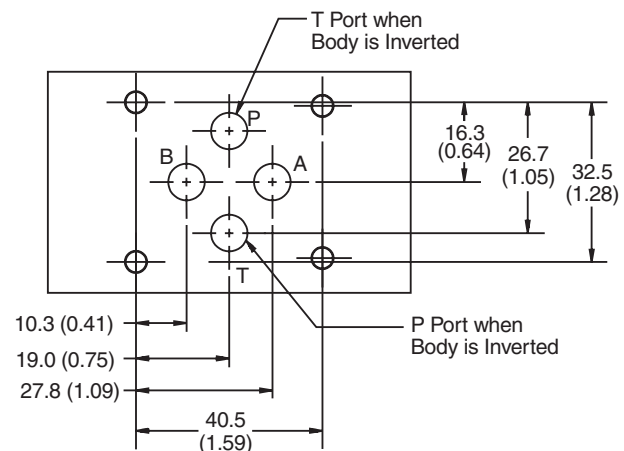 T Port when
Body is Inverted
P
B
A
T
16.3
(0.64)
26.7
(1.05)
32.5
(1.28)
10.3 (0.41)
19.0 (0.75)
27.8 (1.09)
P Port when
Body is Inverted
40.5
(1.59)